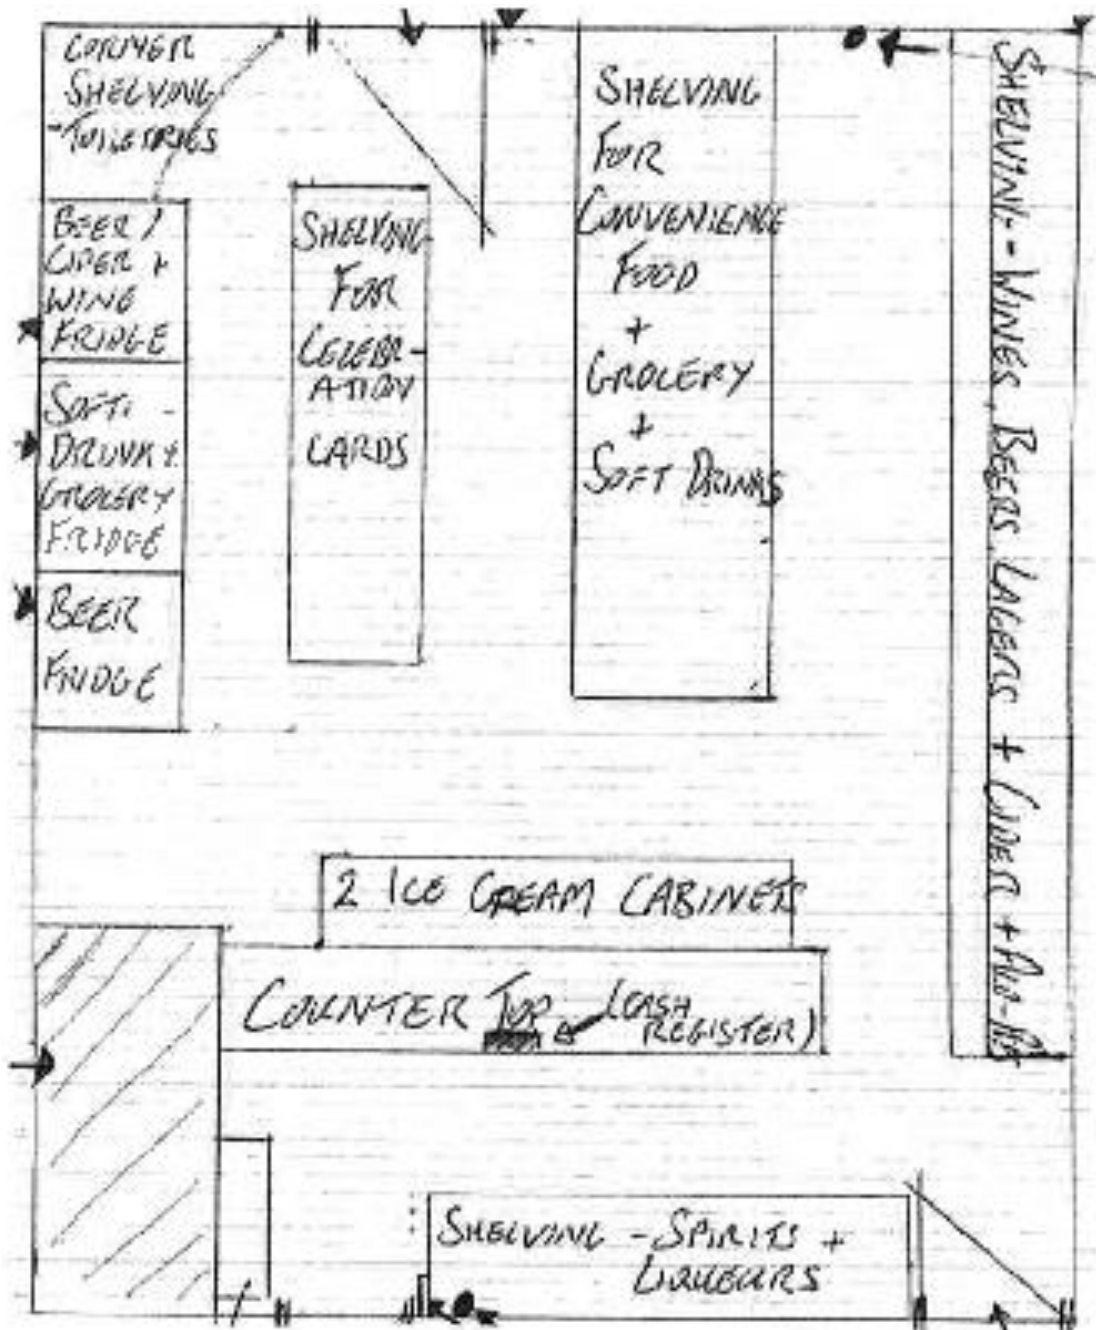 CORNER
SHELVING
- TOILETRIES
BEER /
CIDER +
WINE
FRIDGE
SOFT
DRINK +
GROCERY
FRIDGE
BEER
FRIDGE
SHELVING
FOR
CELEBR-
ATION
CARDS
SHELVING
FOR
CONVENIENCE
FOOD
+
GROCERY
+
SOFT DRINKS
SHELVING - WINES, BEERS, LAGERS + CIDER +
2 ICE CREAM CABINETS
COUNTER TOP (CASH
REGISTER)
SHELVING - SPIRITS +
LIQUEURS